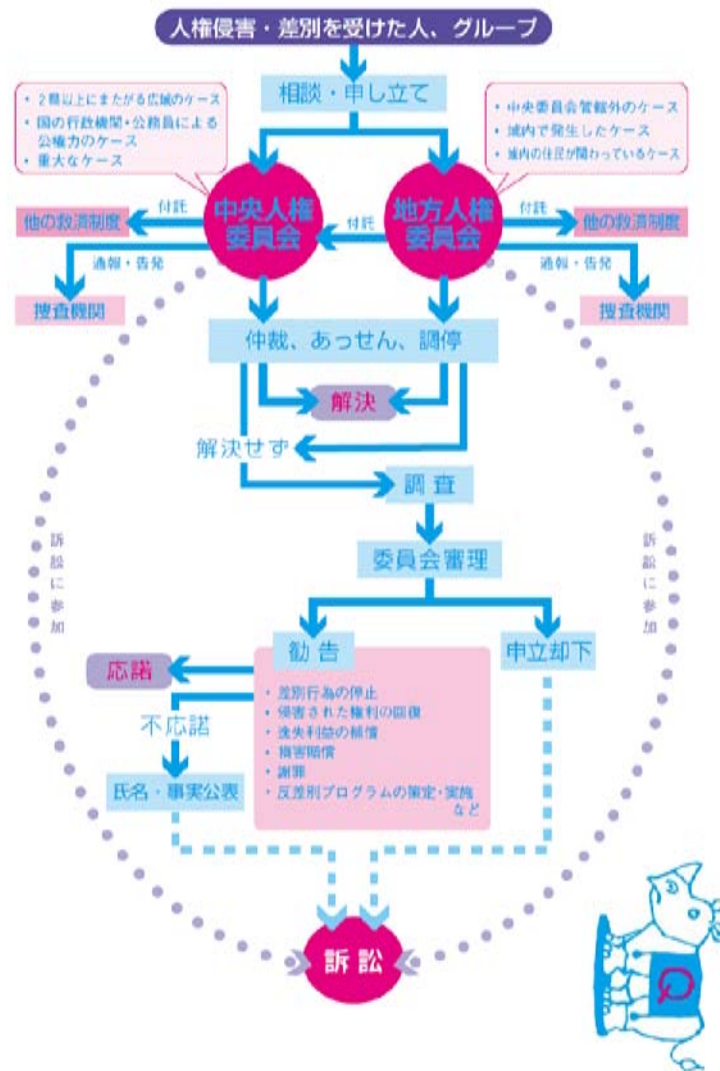 人権侵害・差別を受けた人、グループ
相談・申し立て
・2県以上にまたがる広域のケース
・国の行政機関・公務員による
公権力のケース
・重大なケース
・中央委員会管轄外のケース
・域内で発生したケース
・域内の住民が関わっているケース
中央人権
委員会
地方人権
委員会
付託
付託
付託
他の救済制度
他の救済制度
通報・告発
通報・告発
捜査機関
捜査機関
仲裁、あっせん、調停
解決
解決せず
調査
委員会審理
訴訟に参加
訴訟に参加
勧告
申立却下
応諾
・差別行為の停止
・侵害された権利の回復
・逸失利益の補償
・損害賠償
・謝罪
・反差別プログラムの策定・実施
など
不応諾
氏名・事実公表
訴訟
Q